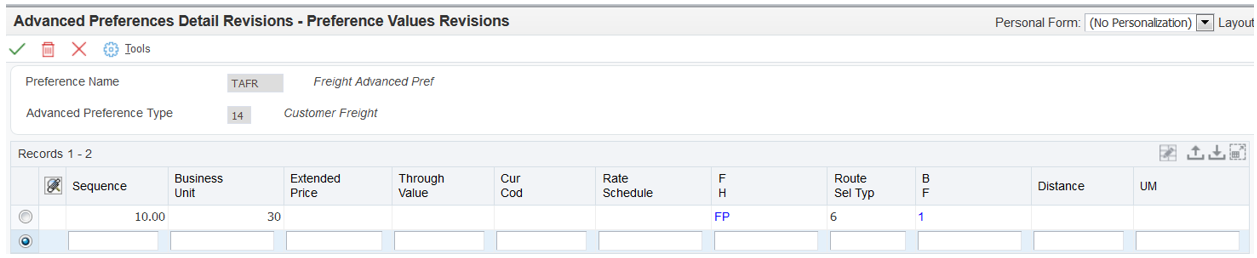 Advanced Preferences Detail Revisions - Preference Values Revisions
Personal Form: (No Personalization) Layout
Tools
Preference Name TAFR Freight Advanced Pref
Advanced Preference Type 14 Customer Freight
Records 1 - 2
Sequence Business Unit Extended Price Through Value Cur Cod Rate Schedule F H Route Sel Typ B F Distance UM
10.00 30 FP 6 1